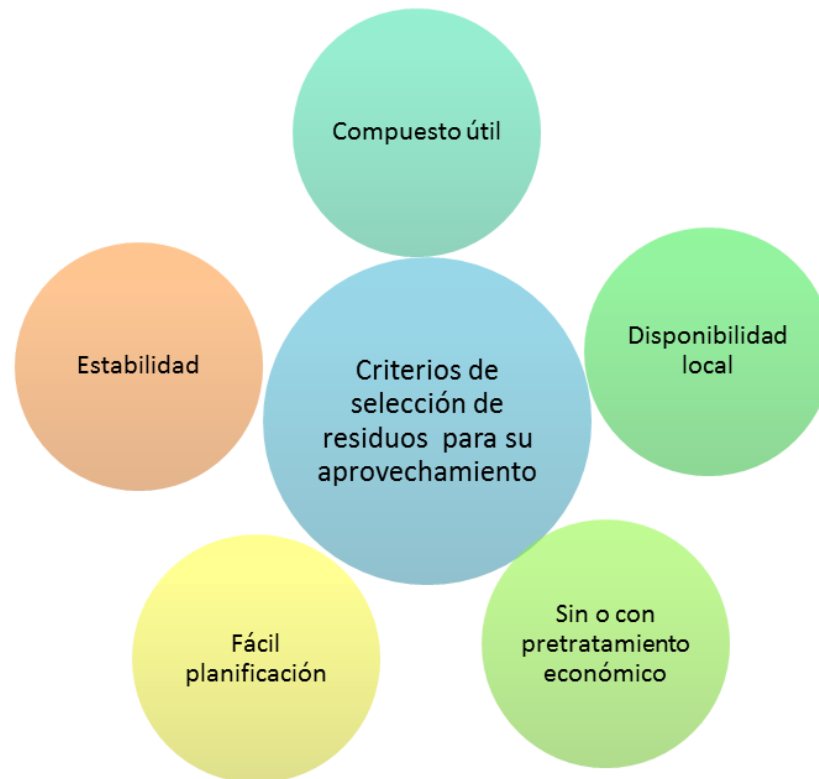 Compuesto útil
Disponibilidad
local
Sin o con
pretratamiento
económico
Fácil
planificación
Estabilidad
Criterios de
selección de
residuos para su
aprovechamiento